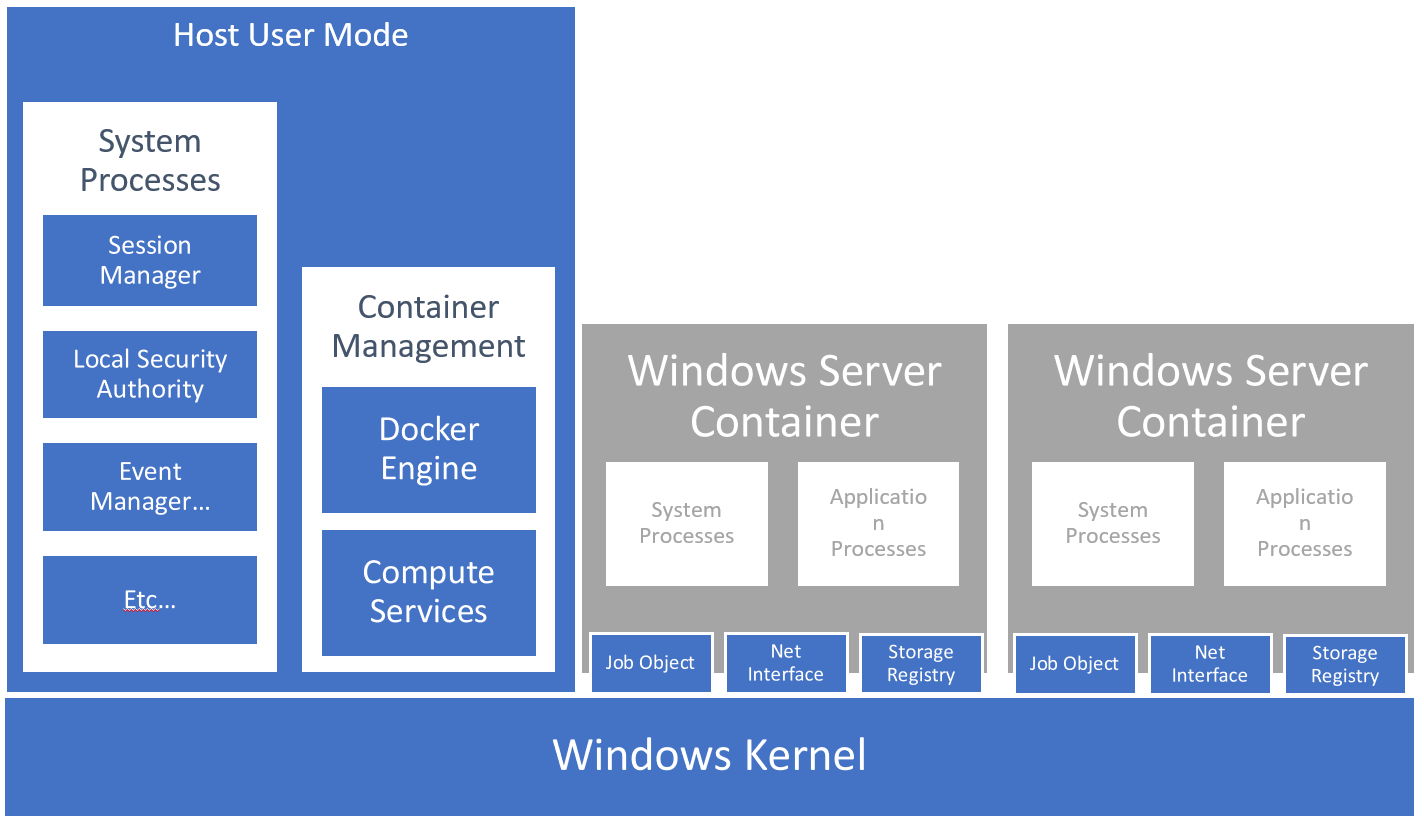 Host User Mode
System
Processes
Session
Manager
Local Security
Authority
Event
Manager...
Etc...
Container
Management
Docker
Engine
Compute
Services
Windows Server
Container
System
Processes
Applicatio
n
Processes
Job Object
Net
Interface
Storage
Registry
Windows Server
Container
System
Processes
Applicatio
n
Processes
Job Object
Net
Interface
Storage
Registry
Windows Kernel